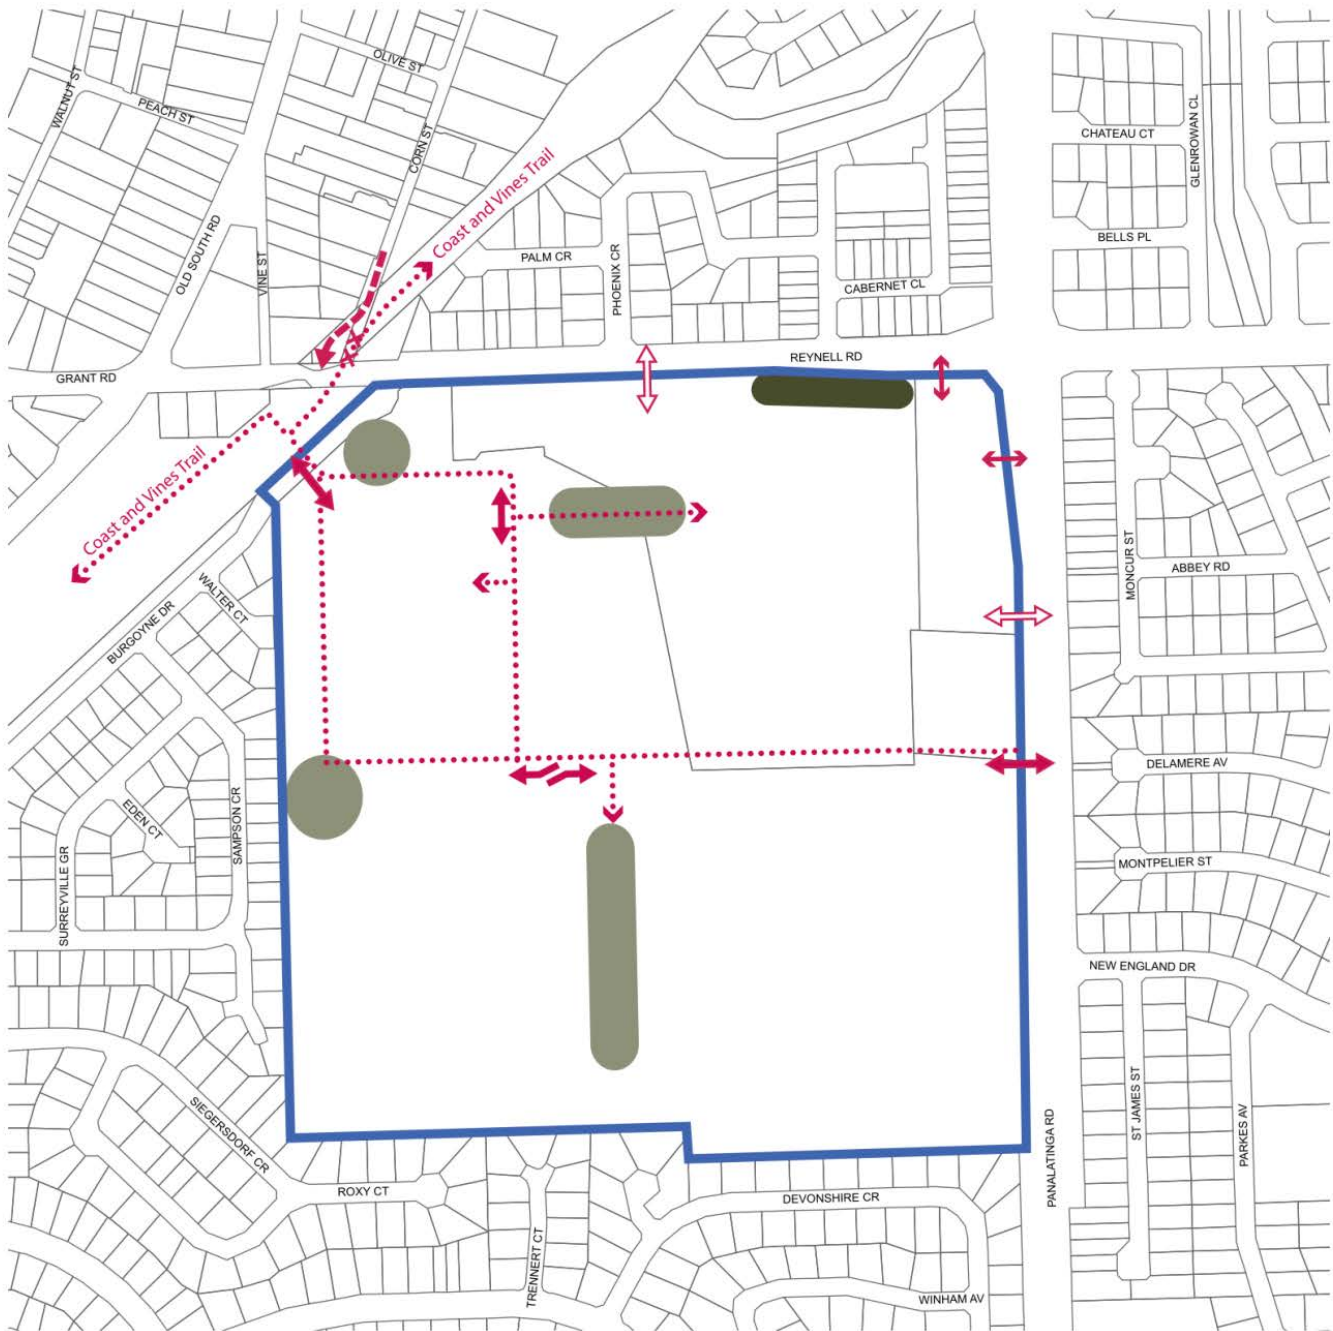 OLIVE ST
WALNUT ST
PEACH ST
CORN ST
CHATEAU CT
GLENROWAN CL
Coast and Vines Trail
OLD SOUTH RD
VINE ST
PALM CR
PHOENIX CR
BELLS PL
CABERNET CL
REYNELL RD
GRANT RD
Coast and Vines Trail
MONCUR ST
ABBEY RD
WALTER CT
BURGOYNE DR
DELAMERE AV
EDEN CT
SAMPSON CR
SURREYVILLE GR
MONTPELIER ST
NEW ENGLAND DR
SIEGERSDORF CR
ST JAMES ST
PARKES AV
PANALATINGA RD
ROXY CT
DEVONSHIRE CR
TRENNERT CT
WINHAM AV